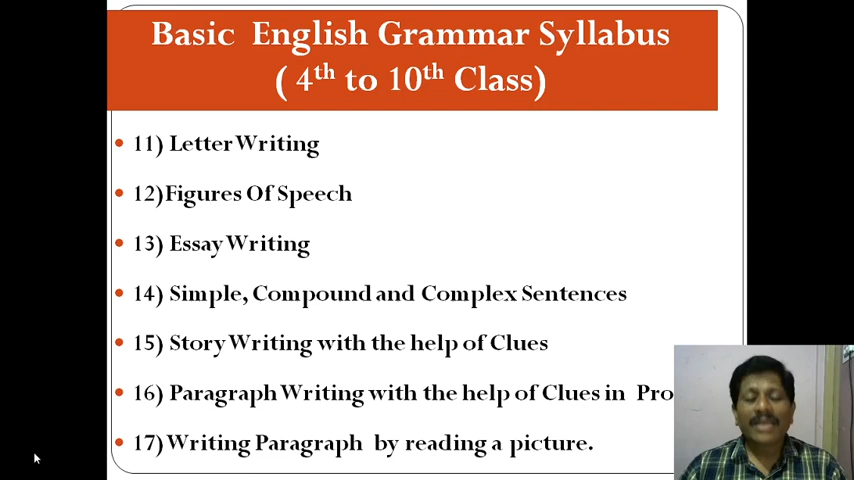 Basic English Grammar Syllabus
( 4th to 10th Class)
11) Letter Writing
12)Figures Of Speech
13) Essay Writing
14) Simple, Compound and Complex Sentences
15) Story Writing with the help of Clues
16) Paragraph Writing with the help of Clues in
17) Writing Paragraph by reading a picture.